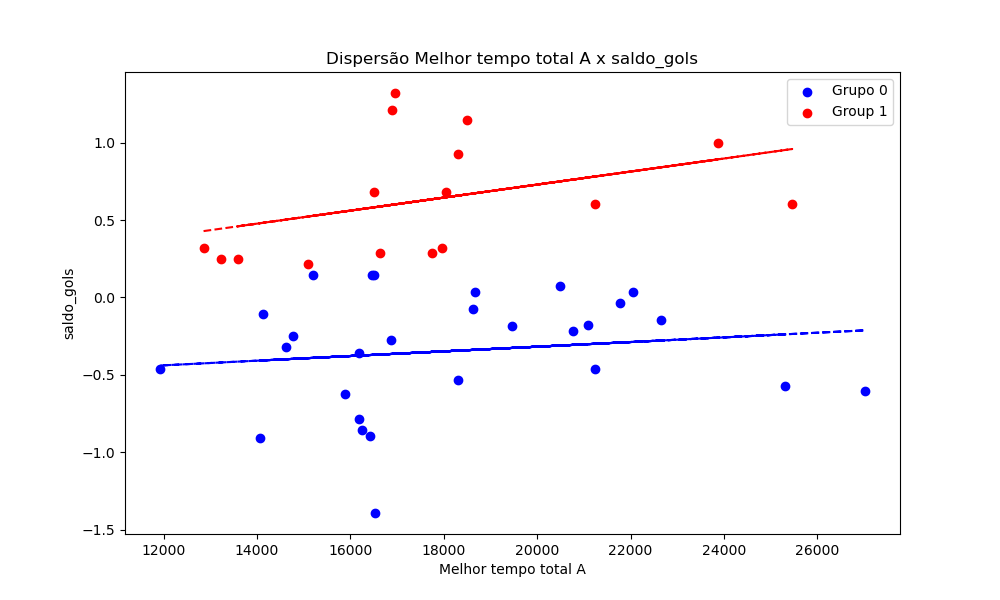 Dispersão Melhor tempo total A x saldo_gols
Grupo 0
Group 1
saldo_gols
1.0
0.5
0.0
−0.5
−1.0
−1.5
12000 14000 16000 18000 20000 22000 24000 26000
Melhor tempo total A